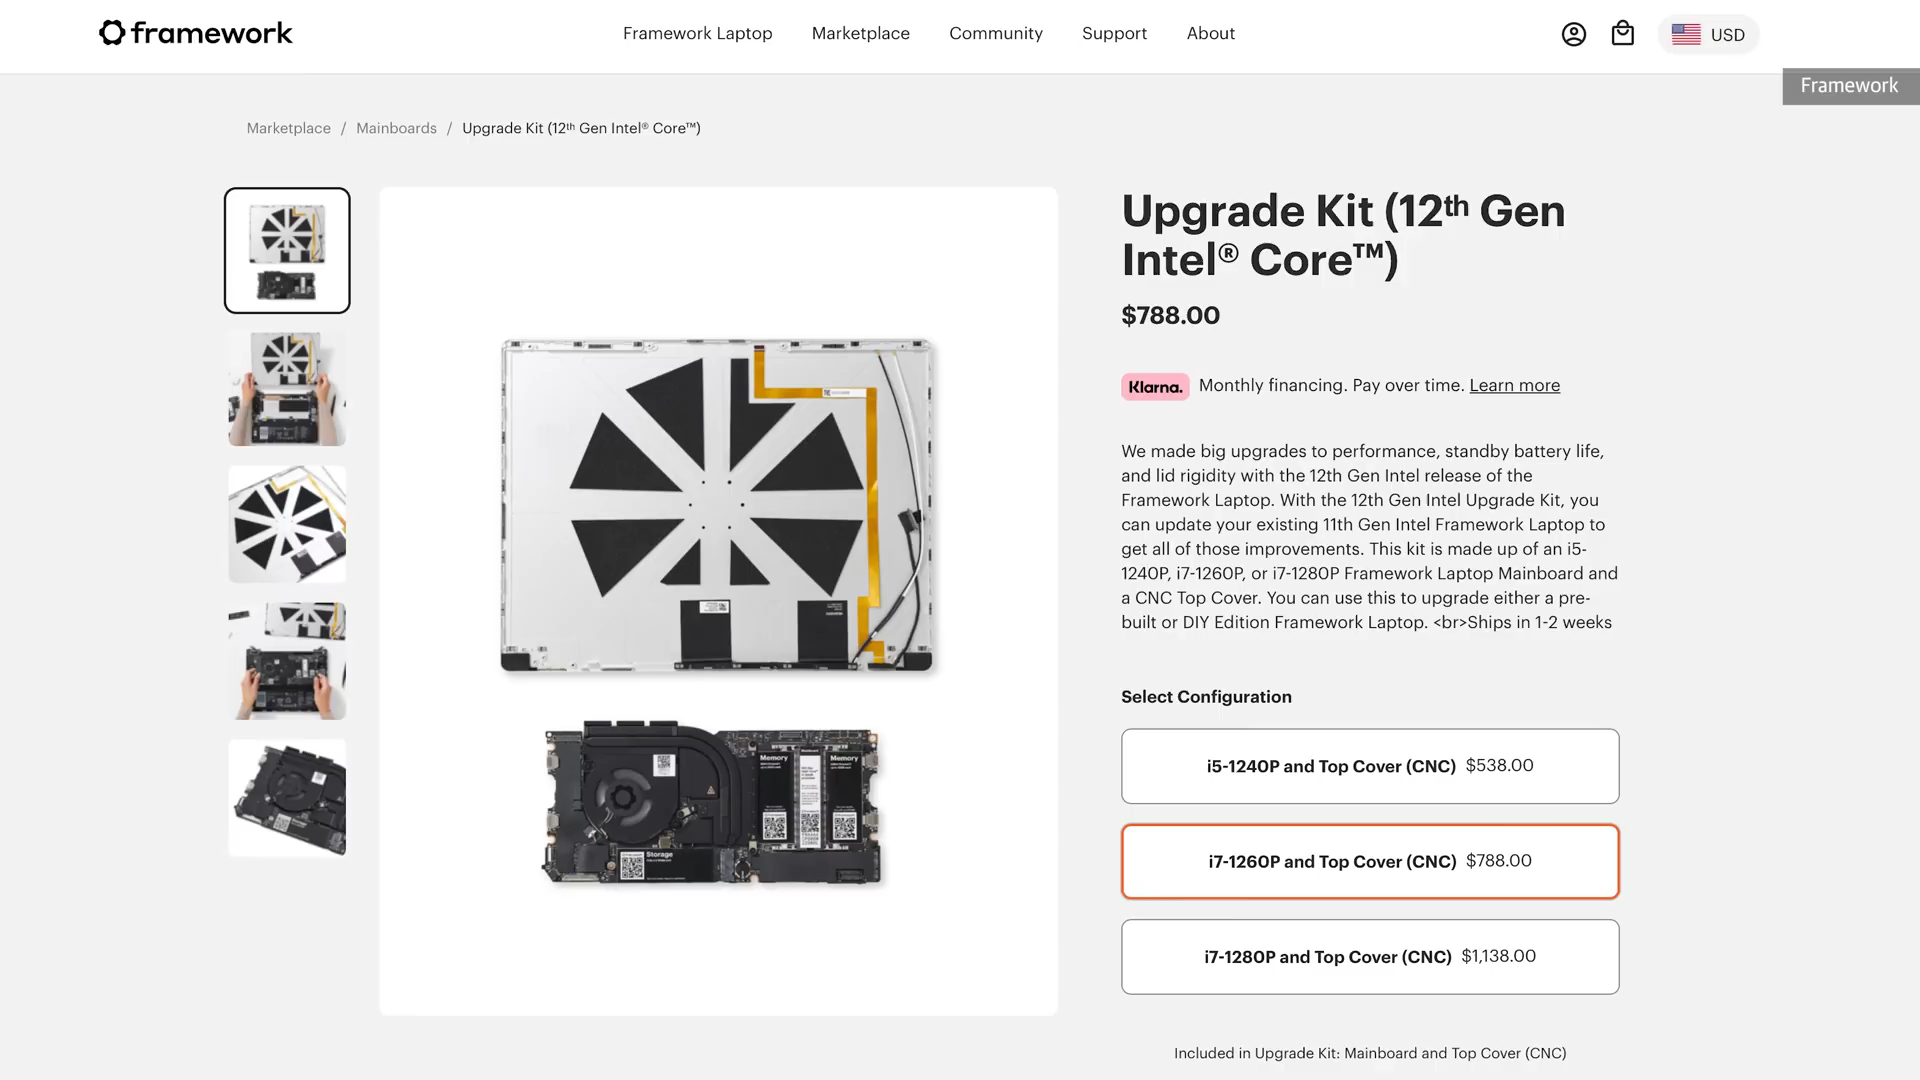 framework
Framework Laptop
Marketplace
Community
Support
About
USD
Framework
Marketplace / Mainboards / Upgrade Kit (12th Gen Intel® Core™)
Upgrade Kit (12th Gen
Intel® Core™)
$788.00
Klarna. Monthly financing. Pay over time. Learn more
We made big upgrades to performance, standby battery life,
and lid rigidity with the 12th Gen Intel release of the
Framework Laptop. With the 12th Gen Intel Upgrade Kit, you
can update your existing 11th Gen Intel Framework Laptop to
get all of those improvements. This kit is made up of an i5-
1240P, i7-1260P, or i7-1280P Framework Laptop Mainboard and
a CNC Top Cover. You can use this to upgrade either a pre-
built or DIY Edition Framework Laptop. <br>Ships in 1-2 weeks
Select Configuration
i5-1240P and Top Cover (CNC) $538.00
i7-1260P and Top Cover (CNC) $788.00
i7-1280P and Top Cover (CNC) $1,138.00
Included in Upgrade Kit: Mainboard and Top Cover (CNC)
Memory
Memory
Storage